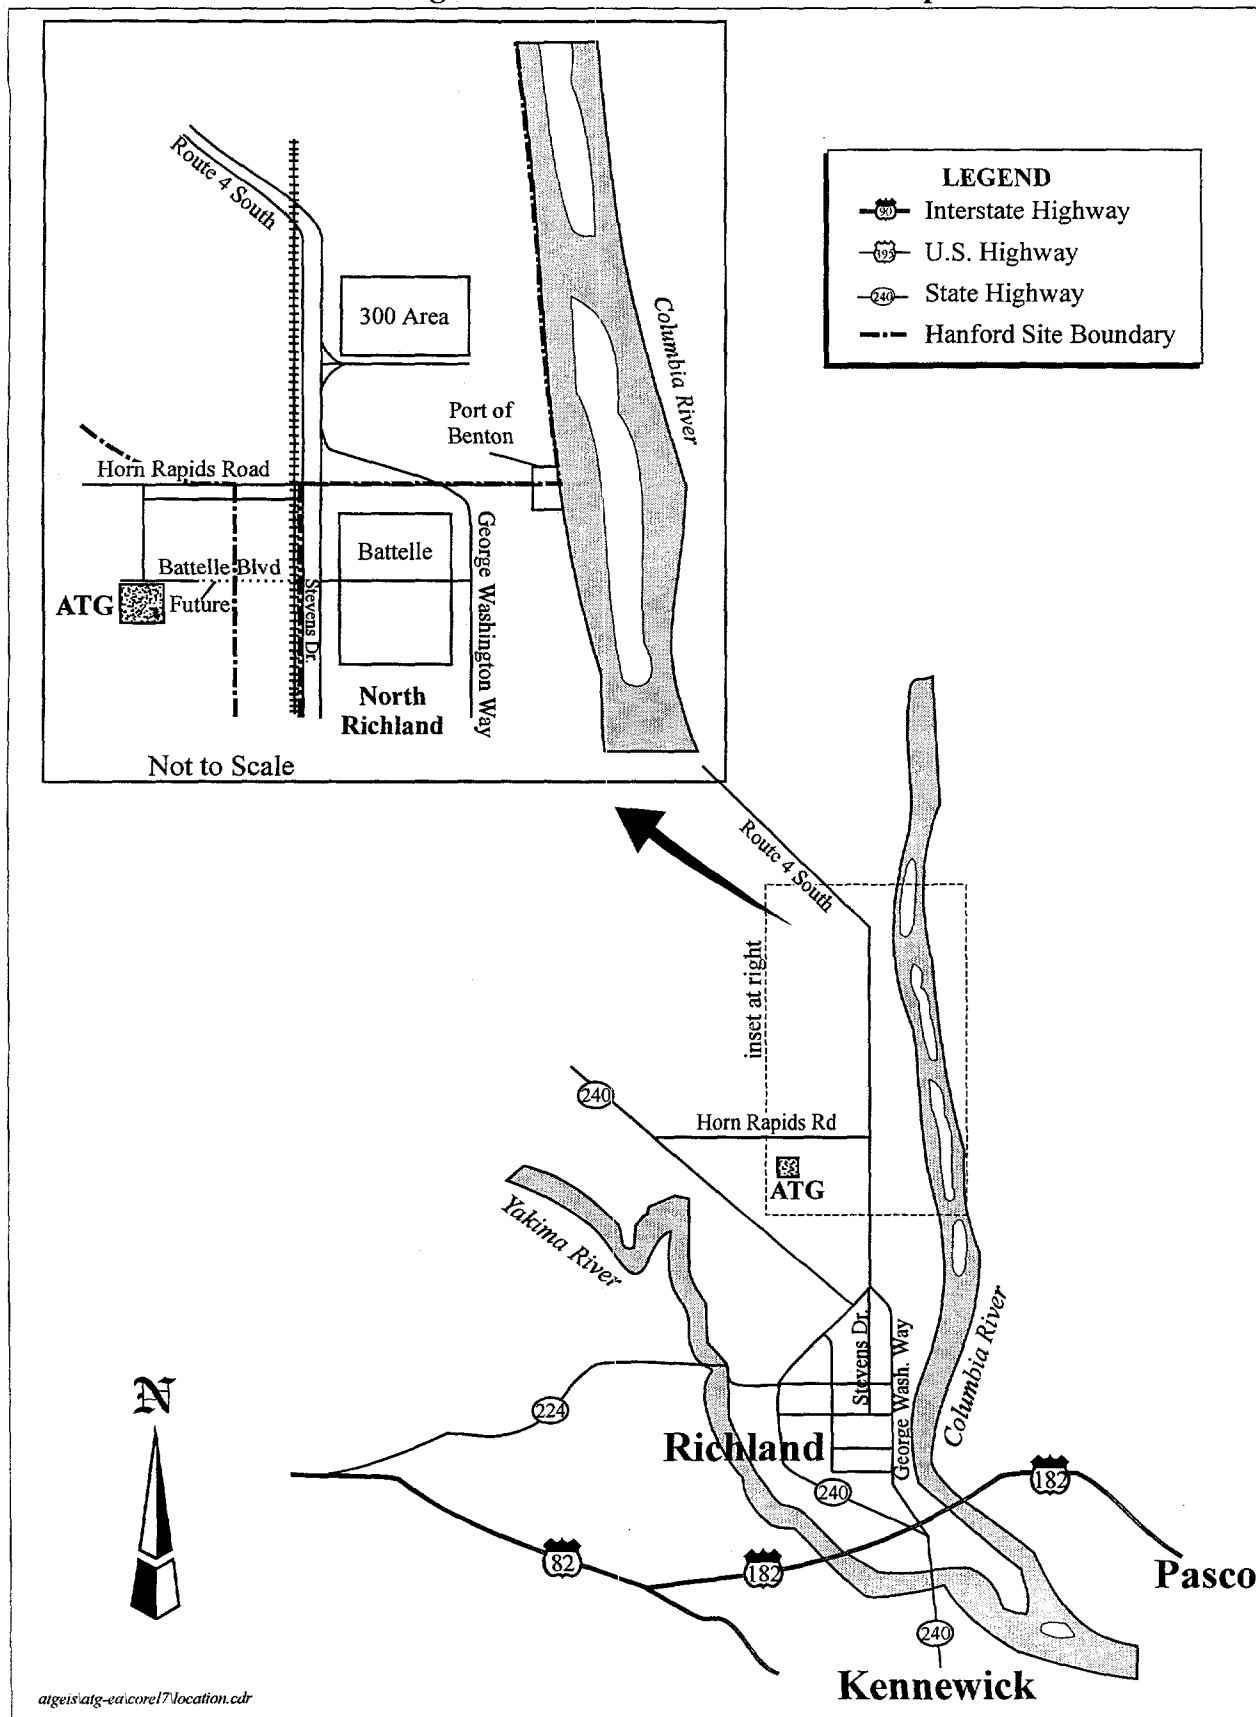 Route 4 South
300 Area
Columbia River
Port of
Benton
Horn Rapids Road
Battelle
Battelle Blvd
ATG
Future
Stevens Dr.
George Washington Way
North
Richland
Not to Scale
LEGEND
90 Interstate Highway
395 U.S. Highway
240 State Highway
Hanford Site Boundary
Route 4 South
inset at right
240
Horn Rapids Rd
ATG
Yakima River
Columbia River
Stevens Dr.
George Wash. Way
N
224
Richland
240
182
82
182
Pasco
240
Kennewick
atgeis\atg-ea\corel7\location.cdr